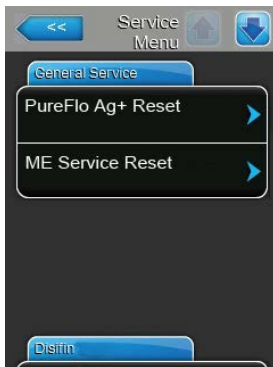 <<
Service
Menu
General Service
PureFlo Ag+ Reset
ME Service Reset
Disifin